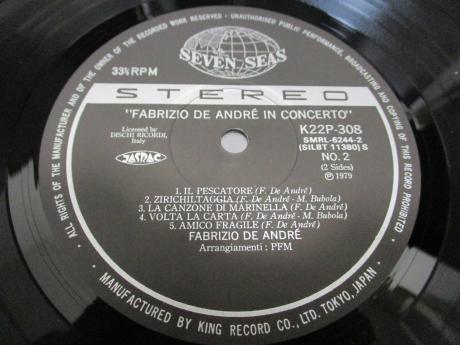 ALL RIGHTS OF THE MANUFACTURER AND OF THE OWNER OF THE RECORDED WORK RESERVED - UNAUTHORISED PUBLIC PERFORMANCE, BROADCASTING AND COPYING OF THIS RECORD PROHIBITED.
SEVEN SEAS
33⅓ RPM
STEREO
"FABRIZIO DE ANDRÉ IN CONCERTO"
Licensed by
DISCHI RICORDI,
Italy
JASRAC
K22P-308
SMRL-6244-2
(SILBT 11380) S
NO. 2
(2 Sides)
Ⓟ 1979
1. IL PESCATORE (F. De André)
2. ZIRICHILTAGGIA (F. De André - M. Bubola)
3. LA CANZONE DI MARINELLA (F. De André)
4. VOLTA LA CARTA (F. De André - M. Bubola)
5. AMICO FRAGILE (F. De André)
FABRIZIO DE ANDRÉ
Arrangiamenti ; PFM
• MANUFACTURED BY KING RECORD CO., LTD. TOKYO, JAPAN •